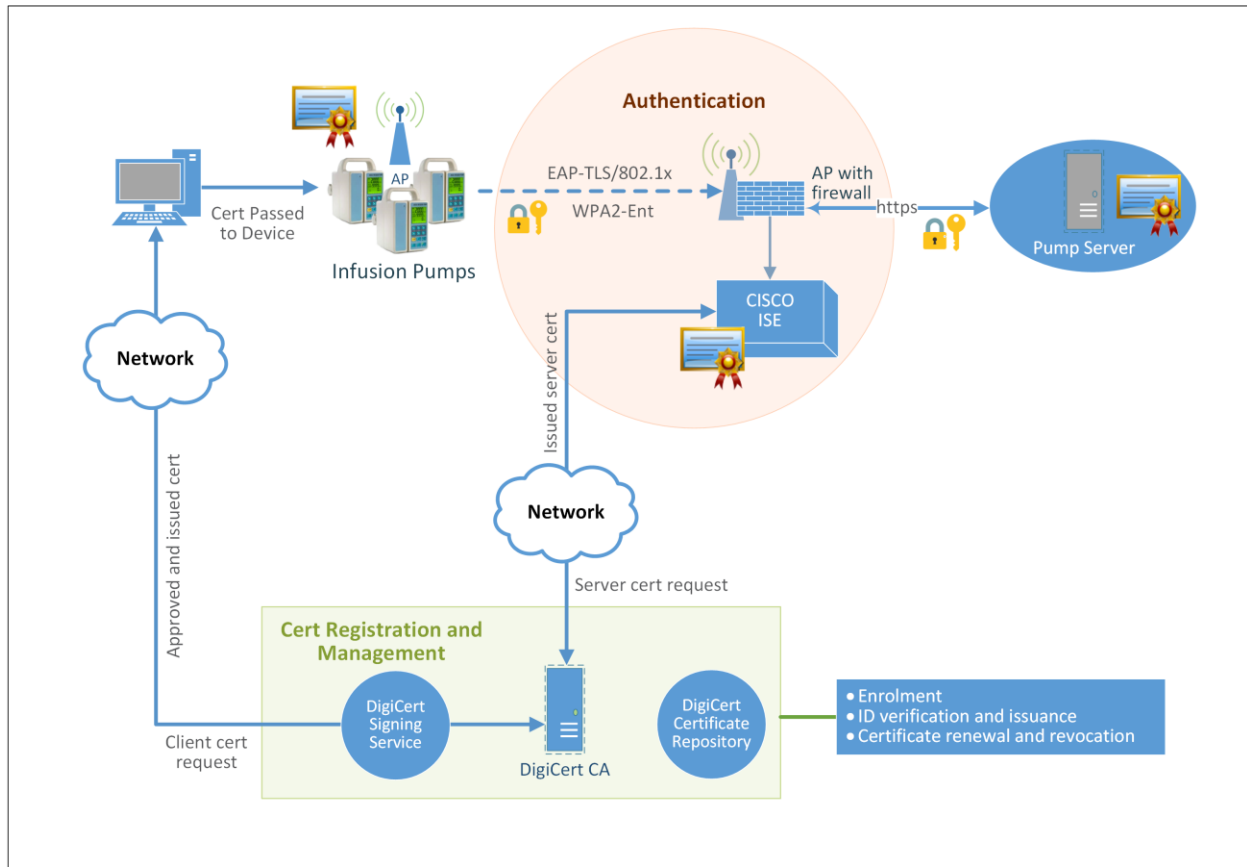 Authentication
AP
EAP-TLS/802.1x
WPA2-Ent
AP with
firewall
https
Cert Passed
to Device
Infusion Pumps
Pump Server
CISCO
ISE
Network
Issued server cert
Approved and issued cert
Network
Server cert request
Cert Registration and
Management
DigiCert
Signing
Service
DigiCert
Certificate
Repository
• Enrolment
• ID verification and issuance
• Certificate renewal and revocation
Client cert
request
DigiCert CA